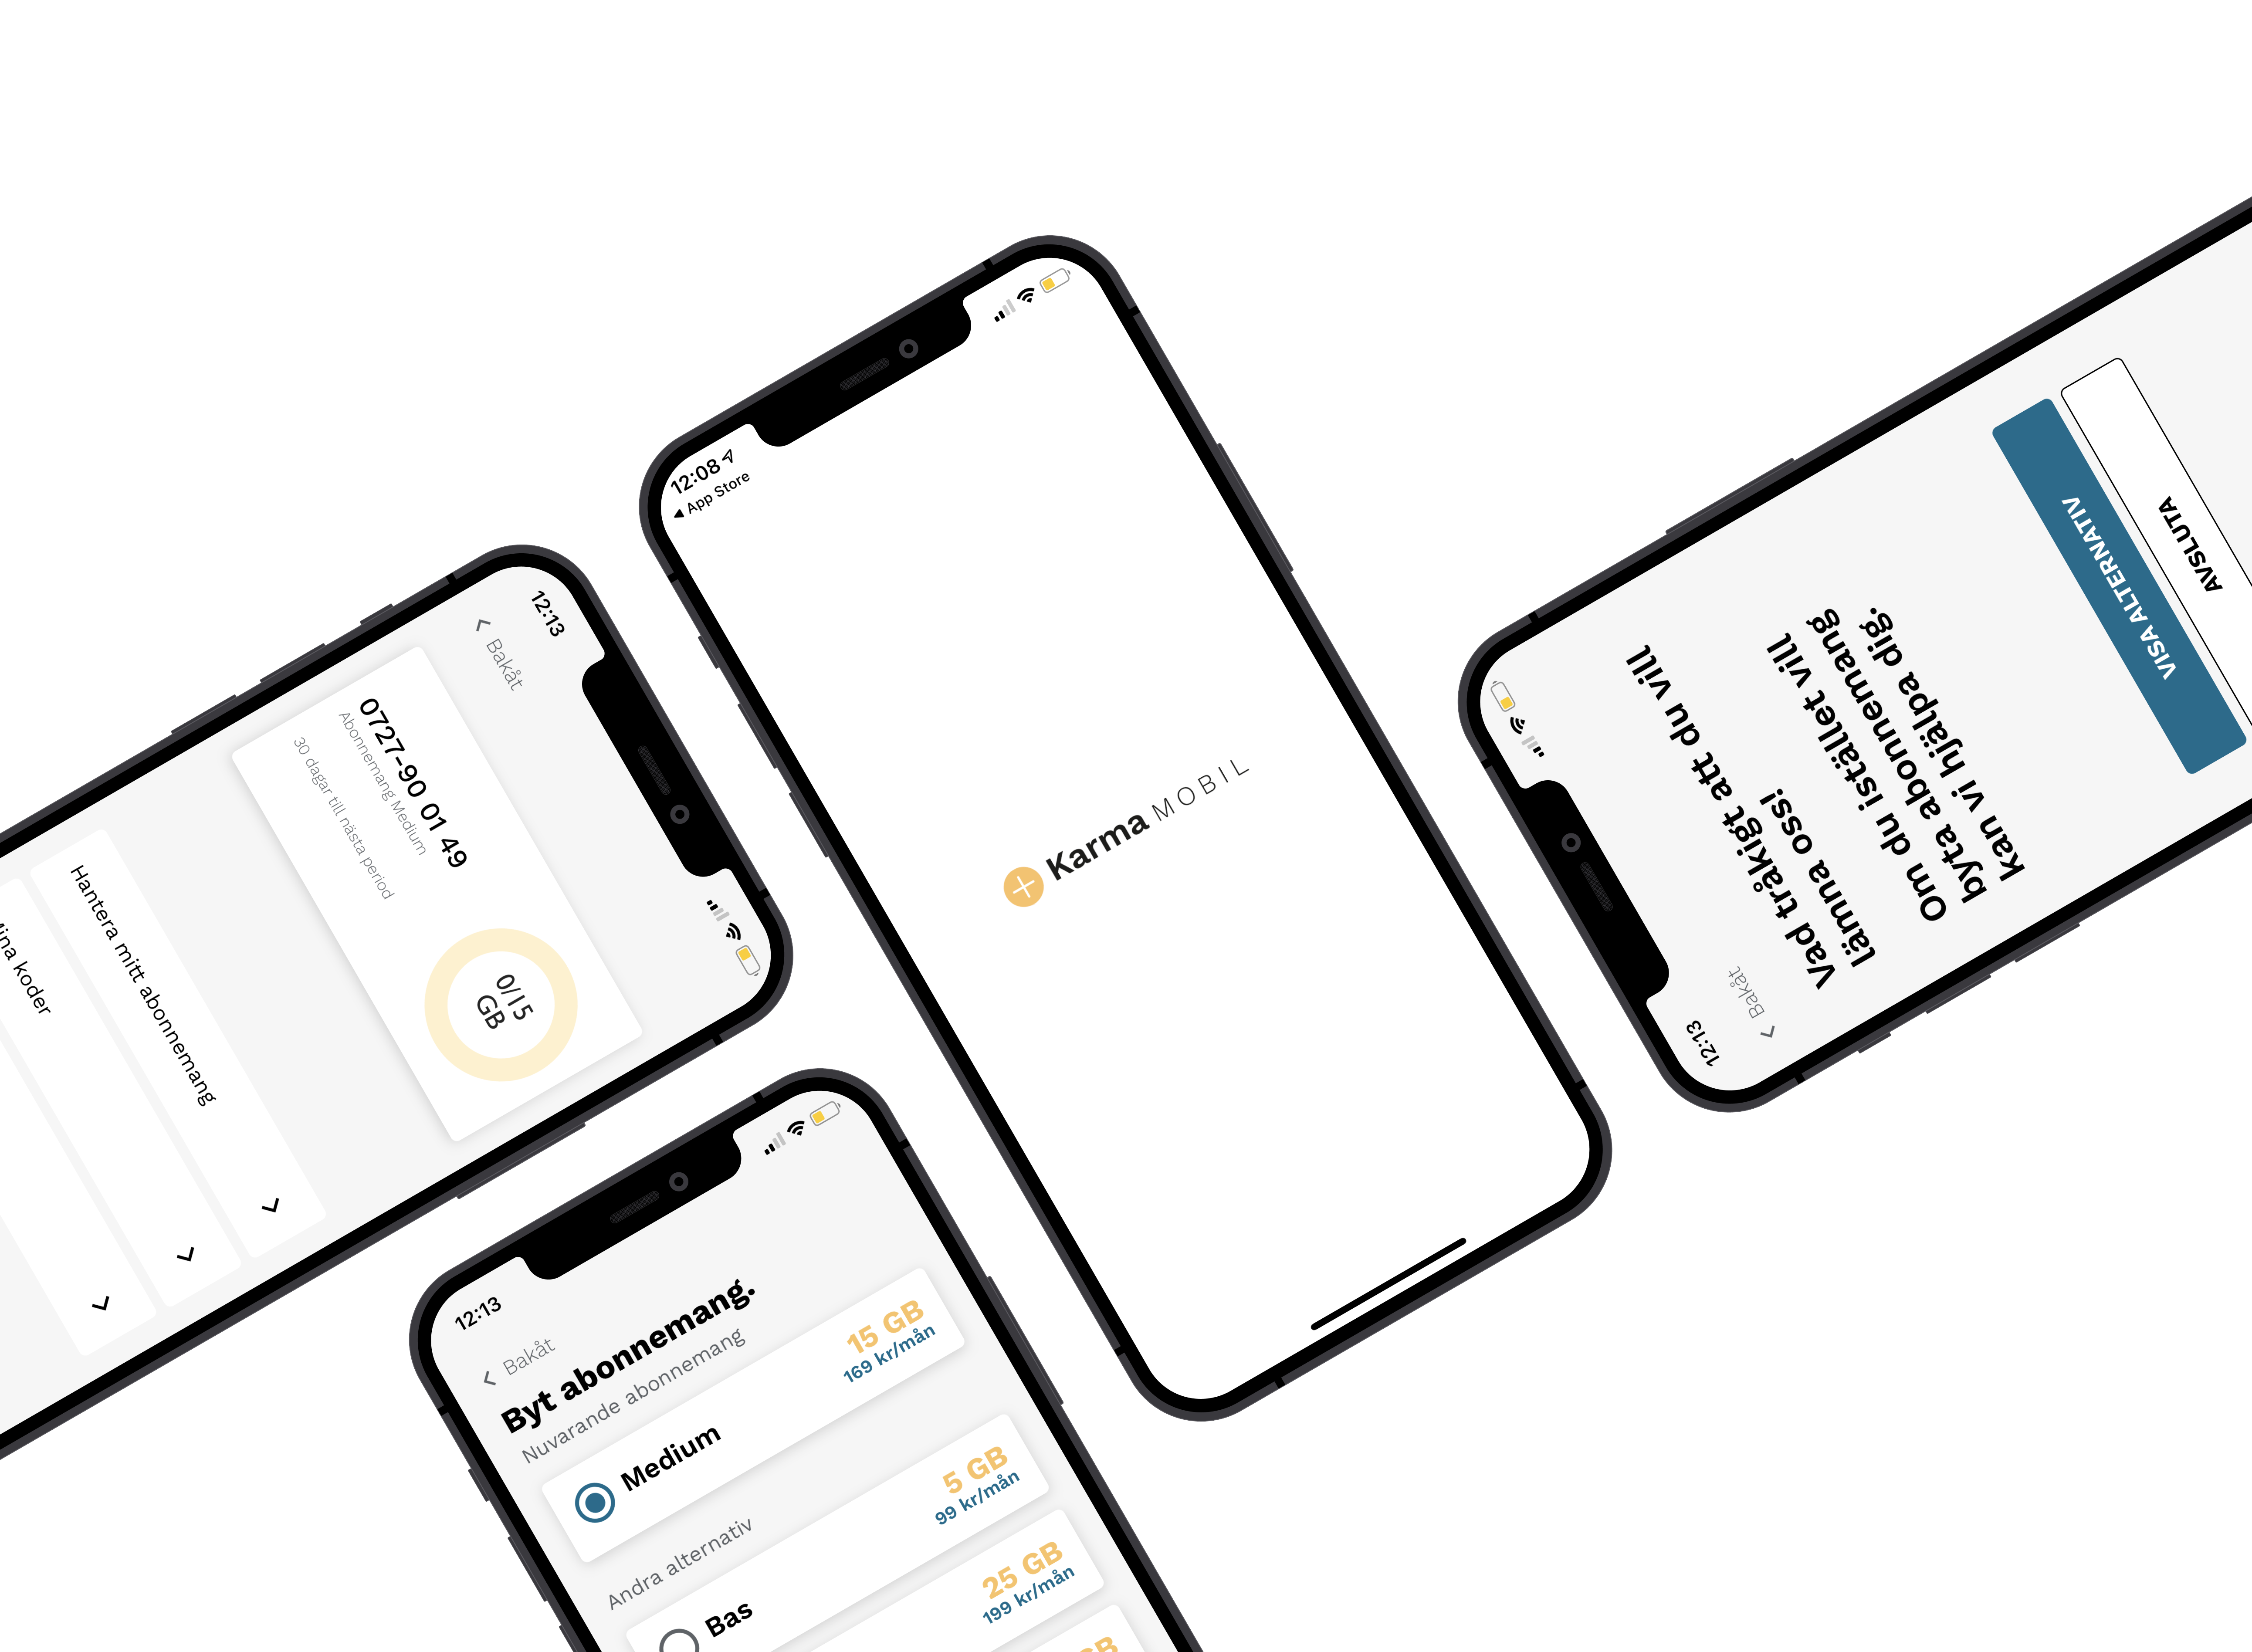 12:13
Bakåt
0727-90 01 49
Abonnemang Medium
30 dagar till nästa period
0/15
GB
Hantera mitt abonnemang
koder
12:08
App Store
Karma MOBIL
12:13
Bakåt
Byt abonnemang.
Nuvarande abonnemang
Medium
15 GB
169 kr/mån
Andra alternativ
Bas
5 GB
99 kr/mån
25 GB
199 kr/mån
GB
12:13
Bakåt
Vad tråkigt att du vill
lämna oss!
Om du istället vill
byta abonnemang
kan vi hjälpa dig.
VISA ALTERNATIV
AVSLUTA